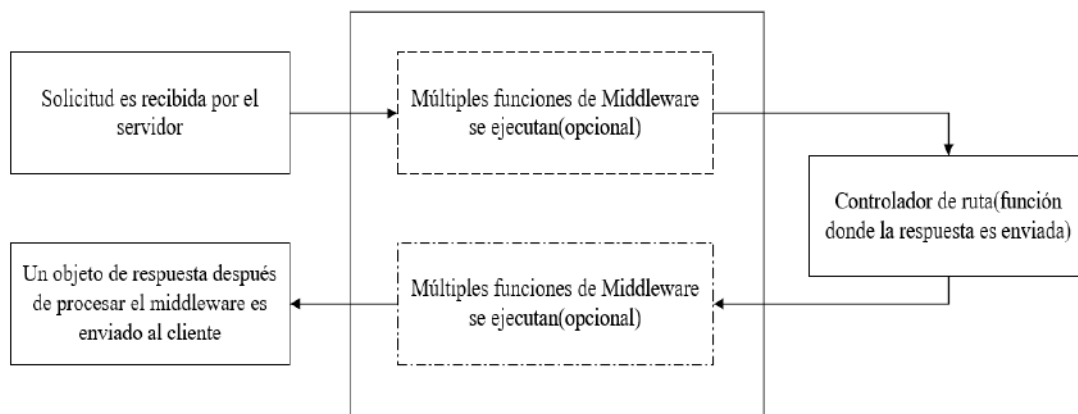 Solicitud es recibida por el
servidor
Múltiples funciones de Middleware
se ejecutan(opcional)
Controlador de ruta(función
donde la respuesta es enviada)
Múltiples funciones de Middleware
se ejecutan(opcional)
Un objeto de respuesta después
de procesar el middleware es
enviado al cliente